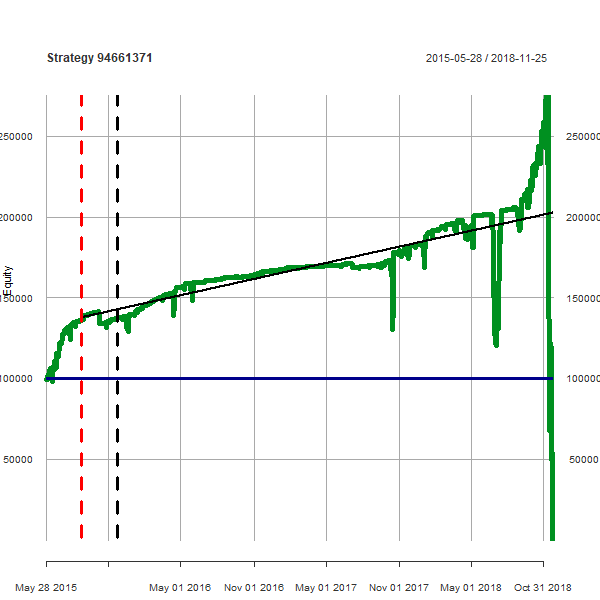 Strategy 94661371
2015-05-28 / 2018-11-25
250000 250000
200000 200000
150000 150000
100000 100000
50000 50000
Equity
May 28 2015 May 01 2016 Nov 01 2016 May 01 2017 Nov 01 2017 May 01 2018 Oct 31 2018